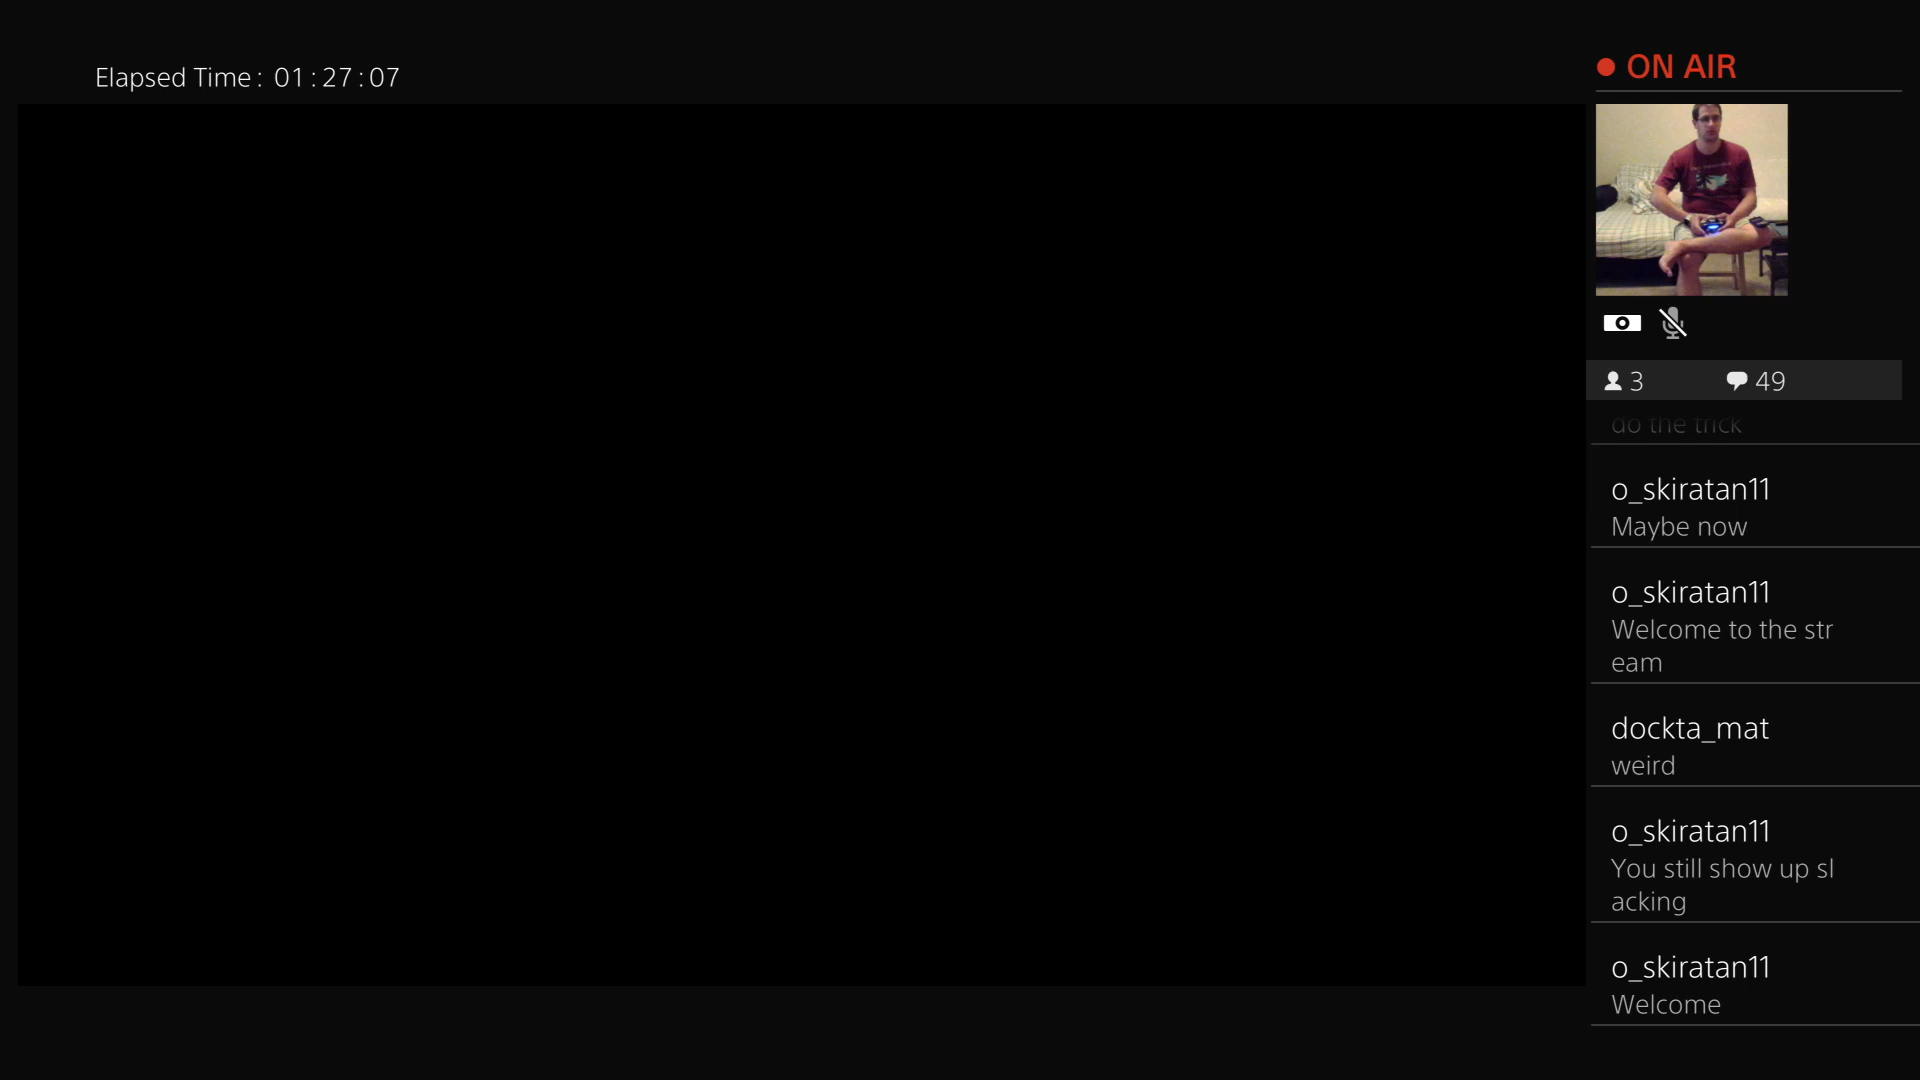 Elapsed Time: 01:27:07
ON AIR
3
49
do the trick
o_skiratan11
Maybe now
o_skiratan11
Welcome to the str
eam
dockta_mat
weird
o_skiratan11
You still show up sl
acking
o_skiratan11
Welcome